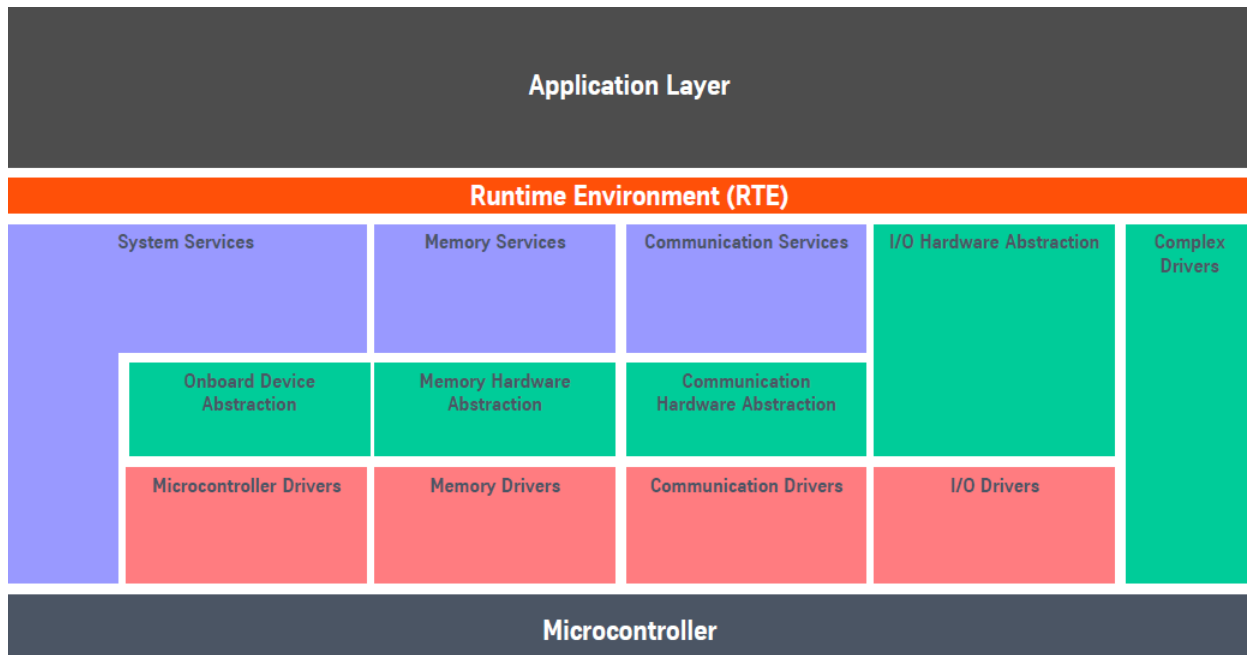 Application Layer
Runtime Environment (RTE)
System Services
Memory Services
Communication Services
I/O Hardware Abstraction
Complex
Drivers
Onboard Device
Abstraction
Memory Hardware
Abstraction
Communication
Hardware Abstraction
Microcontroller Drivers
Memory Drivers
Communication Drivers
I/O Drivers
Microcontroller